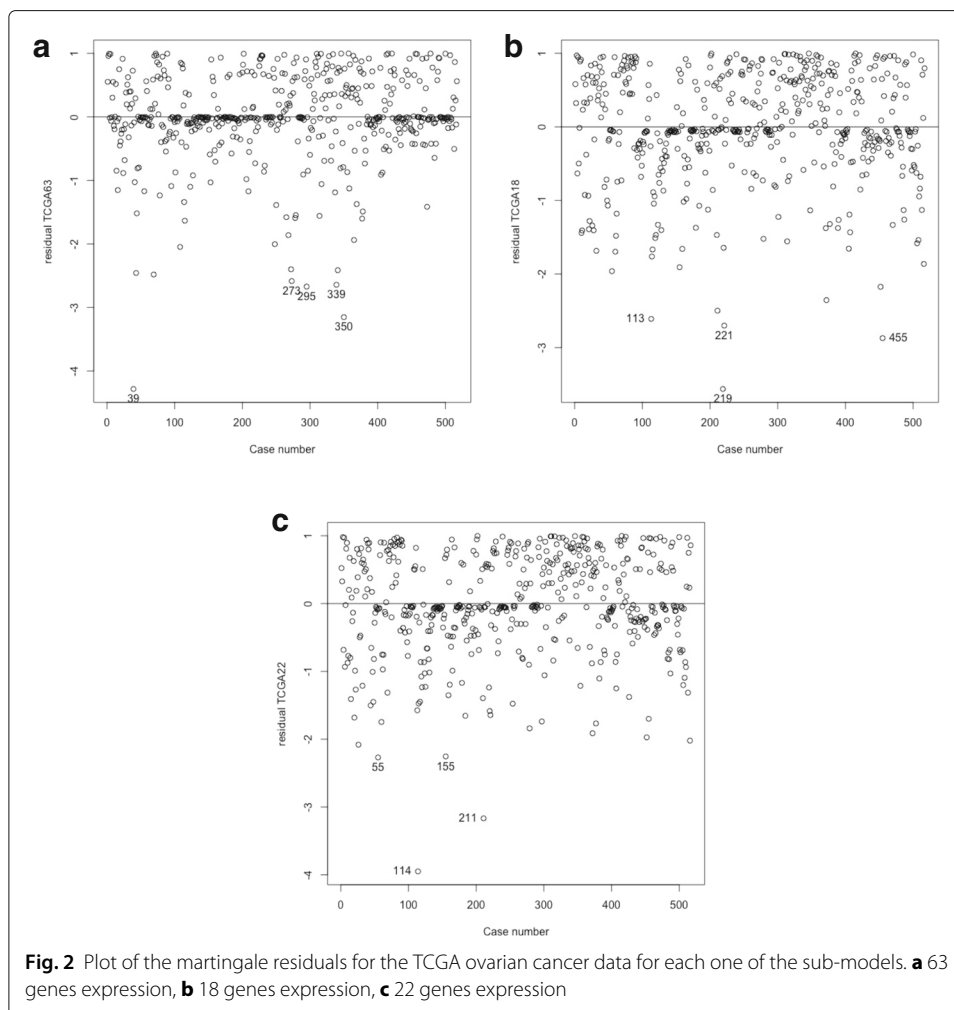 a
1
0
-1
-2
-3
-4
residual TCGA63
273
295
339
350
39
0 100 200 300 400 500
Case number
b
1
0
-1
-2
-3
residual TCGA18
113
221
455
219
0 100 200 300 400 500
Case number
c
1
0
-1
-2
-3
-4
residual TCGA22
55
155
211
114
0 100 200 300 400 500
Case number
Fig. 2 Plot of the martingale residuals for the TCGA ovarian cancer data for each one of the sub-models. a 63
genes expression, b 18 genes expression, c 22 genes expression